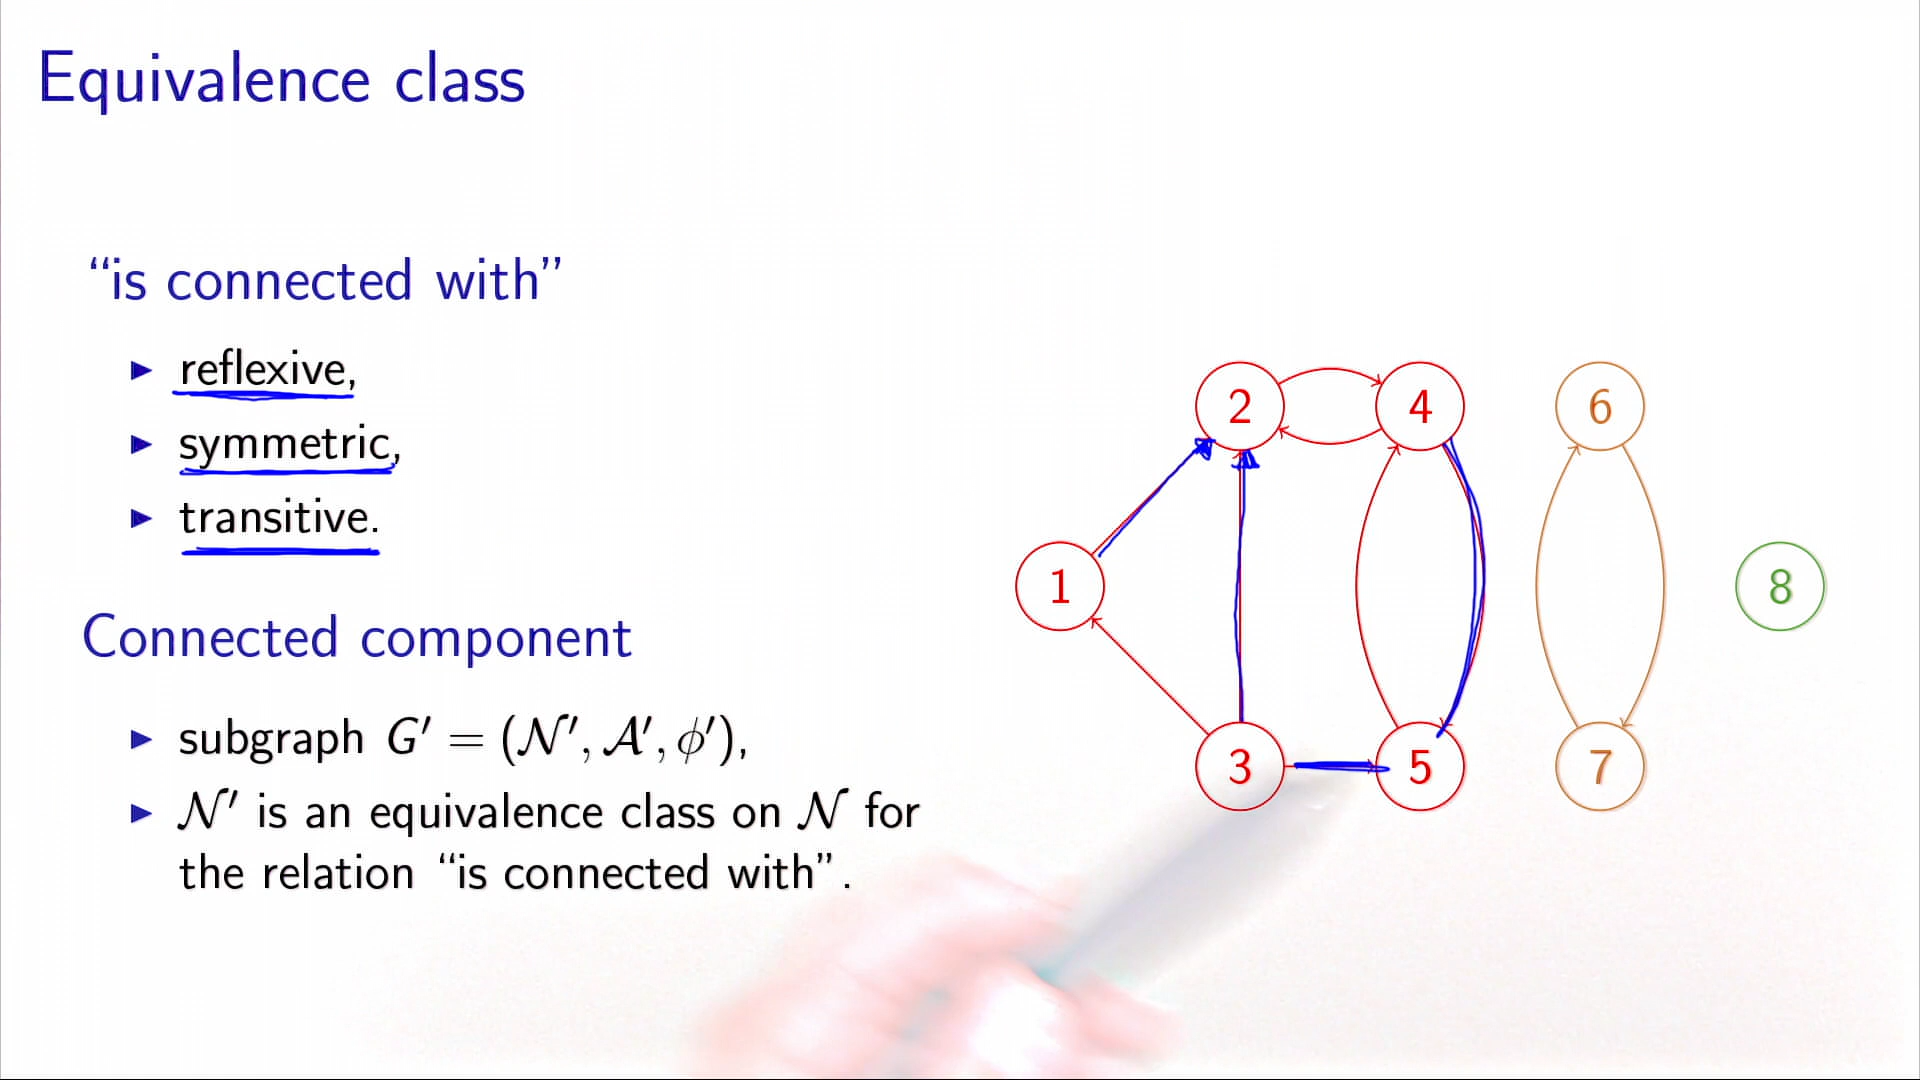 Equivalence class
“is connected with”
▶ reflexive,
▶ symmetric,
▶ transitive.
Connected component
▶ subgraph G′ = (𝒩′, 𝒜′, ϕ′),
▶ 𝒩′ is an equivalence class on 𝒩 for
the relation “is connected with”.
2 4 6
1 8
3 5 7